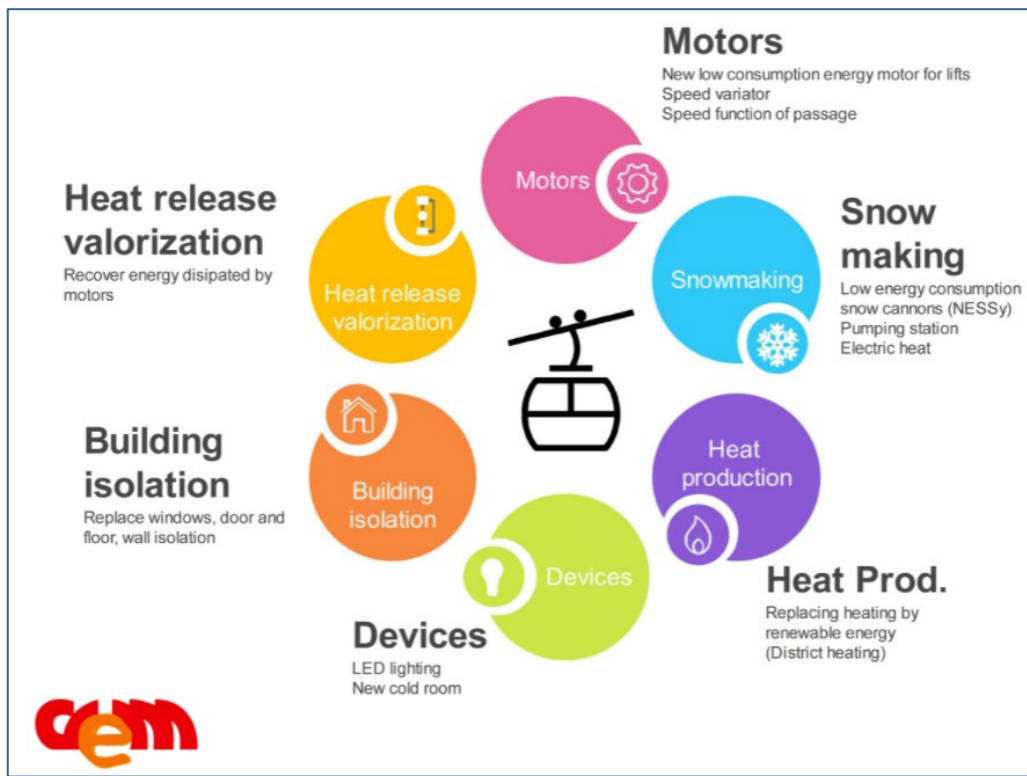 Motors
New low consumption energy motor for lifts
Speed variator
Speed function of passage
Motors
Heat release
valorization
Recover energy disipated by
motors
Heat release
valorization
Snowmaking
Snow
making
Low energy consumption
snow cannons (NESSy)
Pumping station
Electric heat
Building
isolation
Replace windows, door and
floor, wall isolation
Building
isolation
Heat
production
Heat Prod.
Replacing heating by
renewable energy
(District heating)
Devices
Devices
LED lighting
New cold room
cem